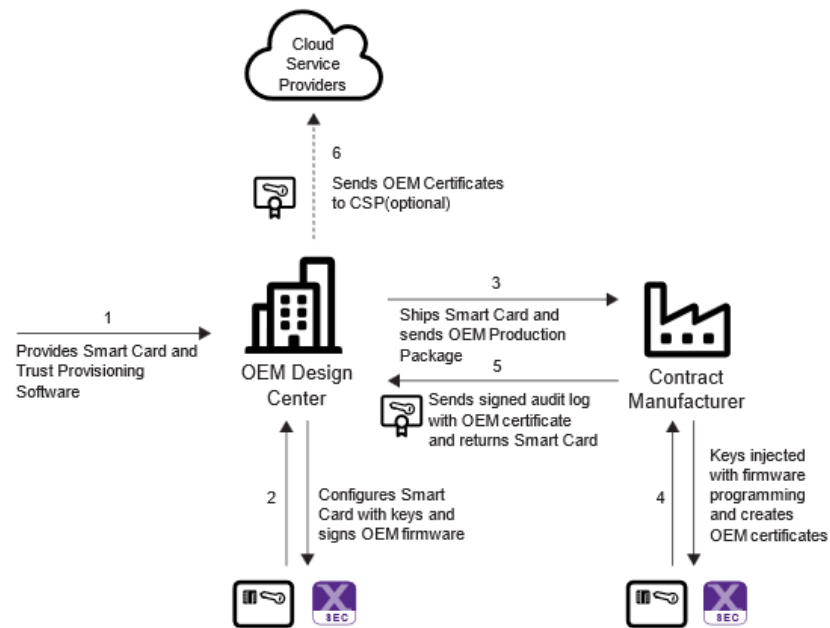 Cloud
Service
Providers
6
Sends OEM Certificates
to CSP(optional)
1
Provides Smart Card and
Trust Provisioning
Software
OEM Design
Center
3
Ships Smart Card and
sends OEM Production
Package
5
Sends signed audit log
with OEM certificate
and returns Smart Card
Contract
Manufacturer
2
Configures Smart
Card with keys and
signs OEM firmware
4
Keys injected
with firmware
programming
and creates
OEM certificates
X
SEC
X
SEC